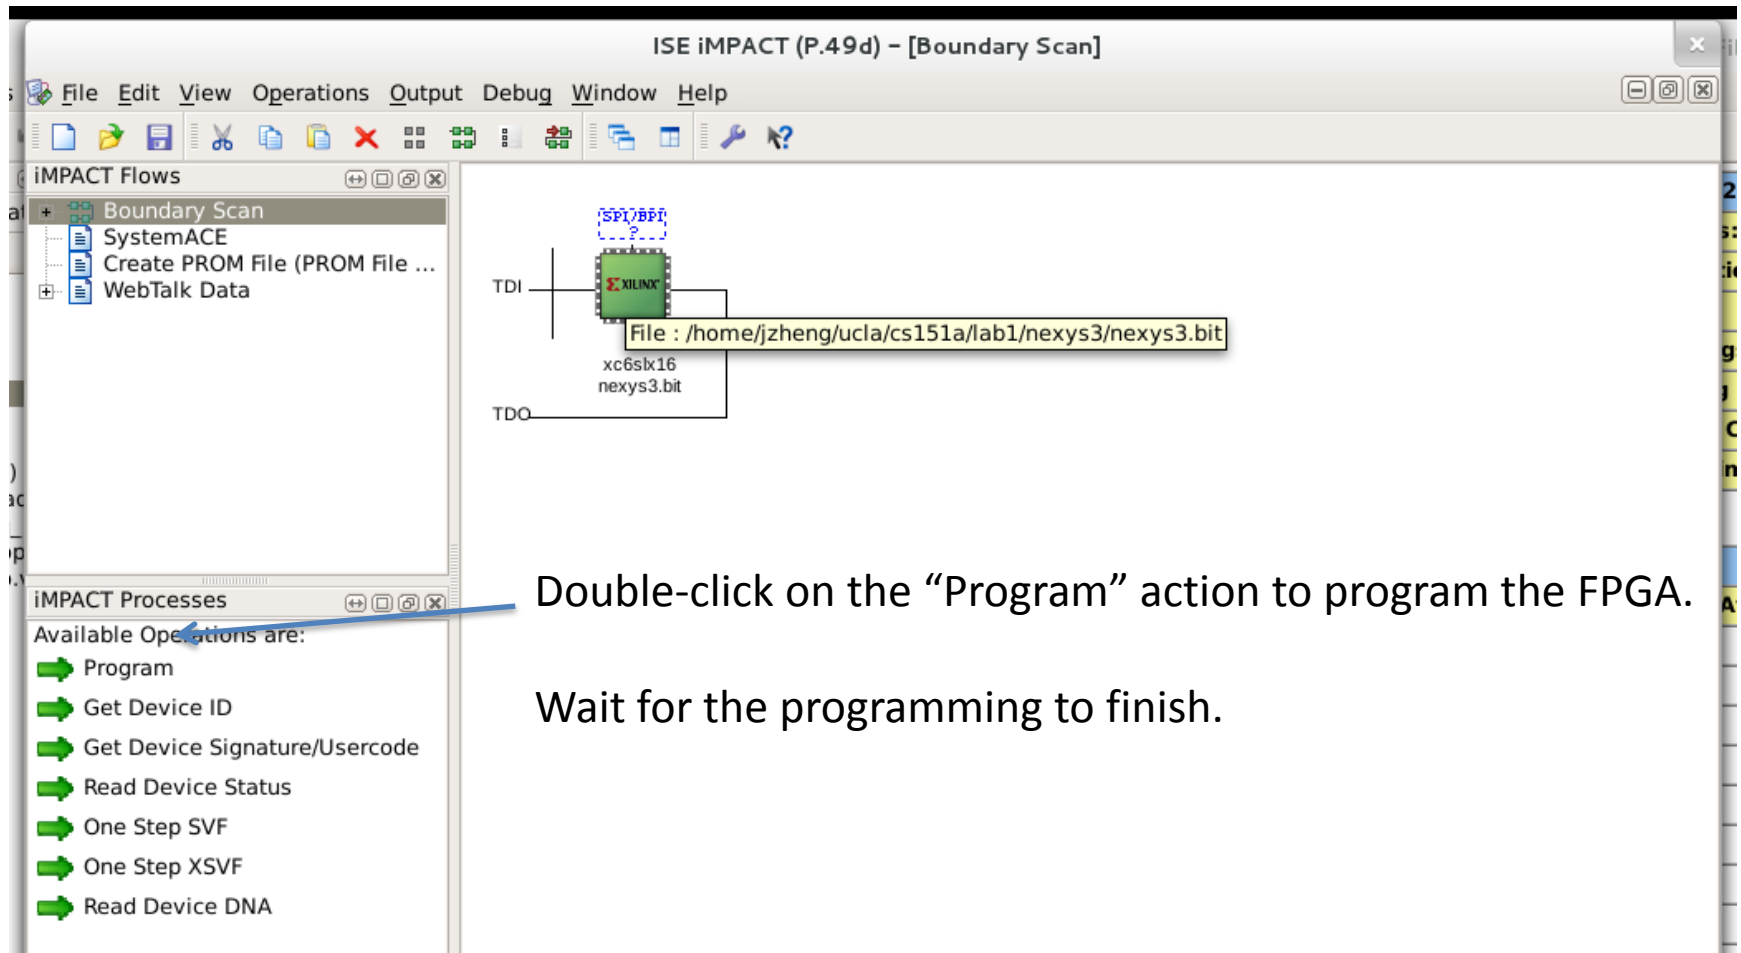 ISE iMPACT (P.49d) – [Boundary Scan]
File Edit View Operations Output Debug Window Help
iMPACT Flows
Boundary Scan
SystemACE
Create PROM File (PROM File ...
WebTalk Data
SPI/BPI
?
TDI
XILINX
File : /home/jzheng/ucla/cs151a/lab1/nexys3/nexys3.bit
xc6slx16
nexys3.bit
TDO
Double-click on the “Program” action to program the FPGA.
Wait for the programming to finish.
iMPACT Processes
Available Operations are:
Program
Get Device ID
Get Device Signature/Usercode
Read Device Status
One Step SVF
One Step XSVF
Read Device DNA